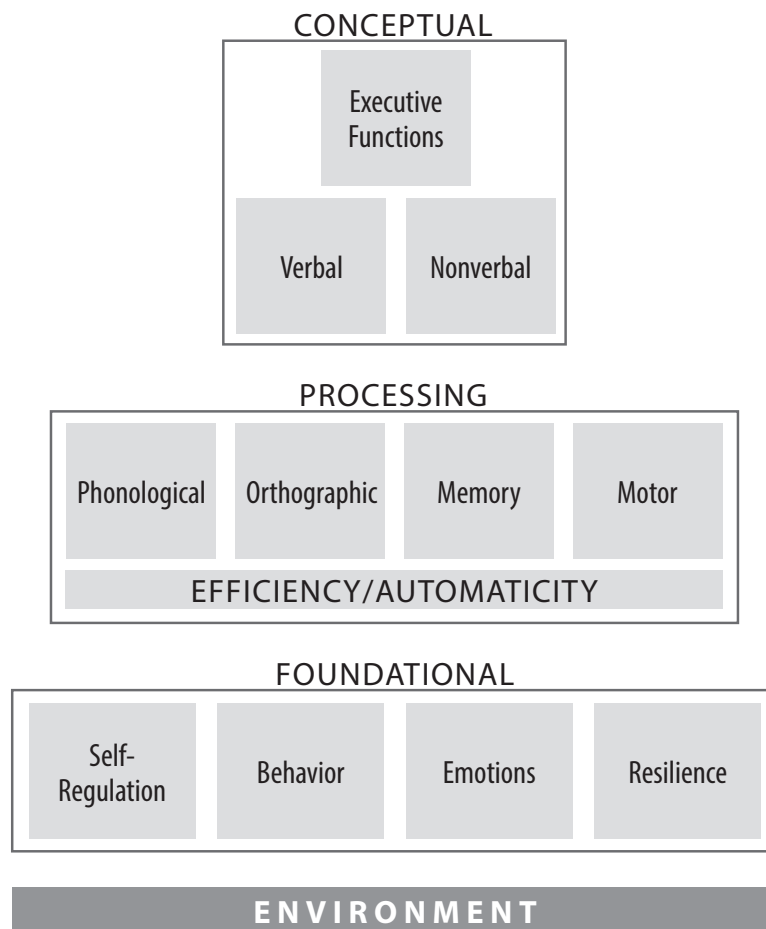 CONCEPTUAL
Executive
Functions
Verbal
Nonverbal
PROCESSING
Phonological
Orthographic
Memory
Motor
EFFICIENCY/AUTOMATICITY
FOUNDATIONAL
Self-
Regulation
Behavior
Emotions
Resilience
ENVIRONMENT